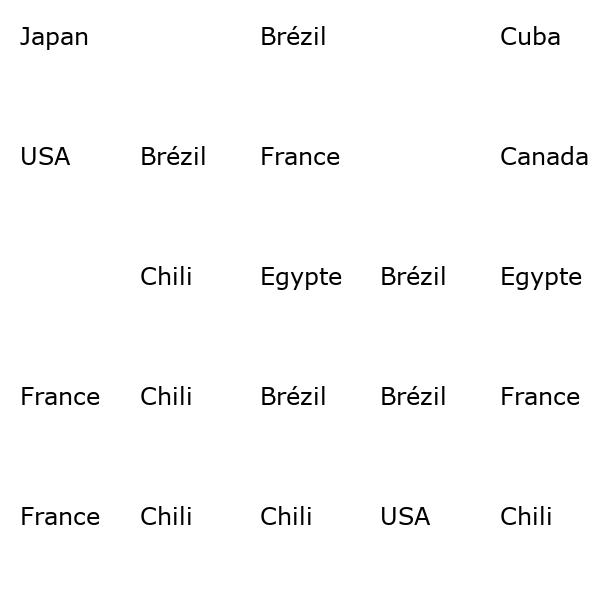 Japan Brézil Cuba
USA Brézil France Canada
Chili Egypte Brézil Egypte
France Chili Brézil Brézil France
France Chili Chili USA Chili